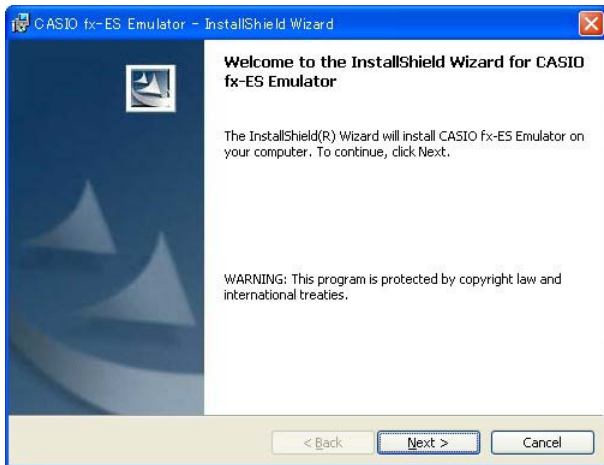 CASIO fx-ES Emulator - InstallShield Wizard
Welcome to the InstallShield Wizard for CASIO
fx-ES Emulator
The InstallShield(R) Wizard will install CASIO fx-ES Emulator on
your computer. To continue, click Next.
WARNING: This program is protected by copyright law and
international treaties.
< Back
Next >
Cancel